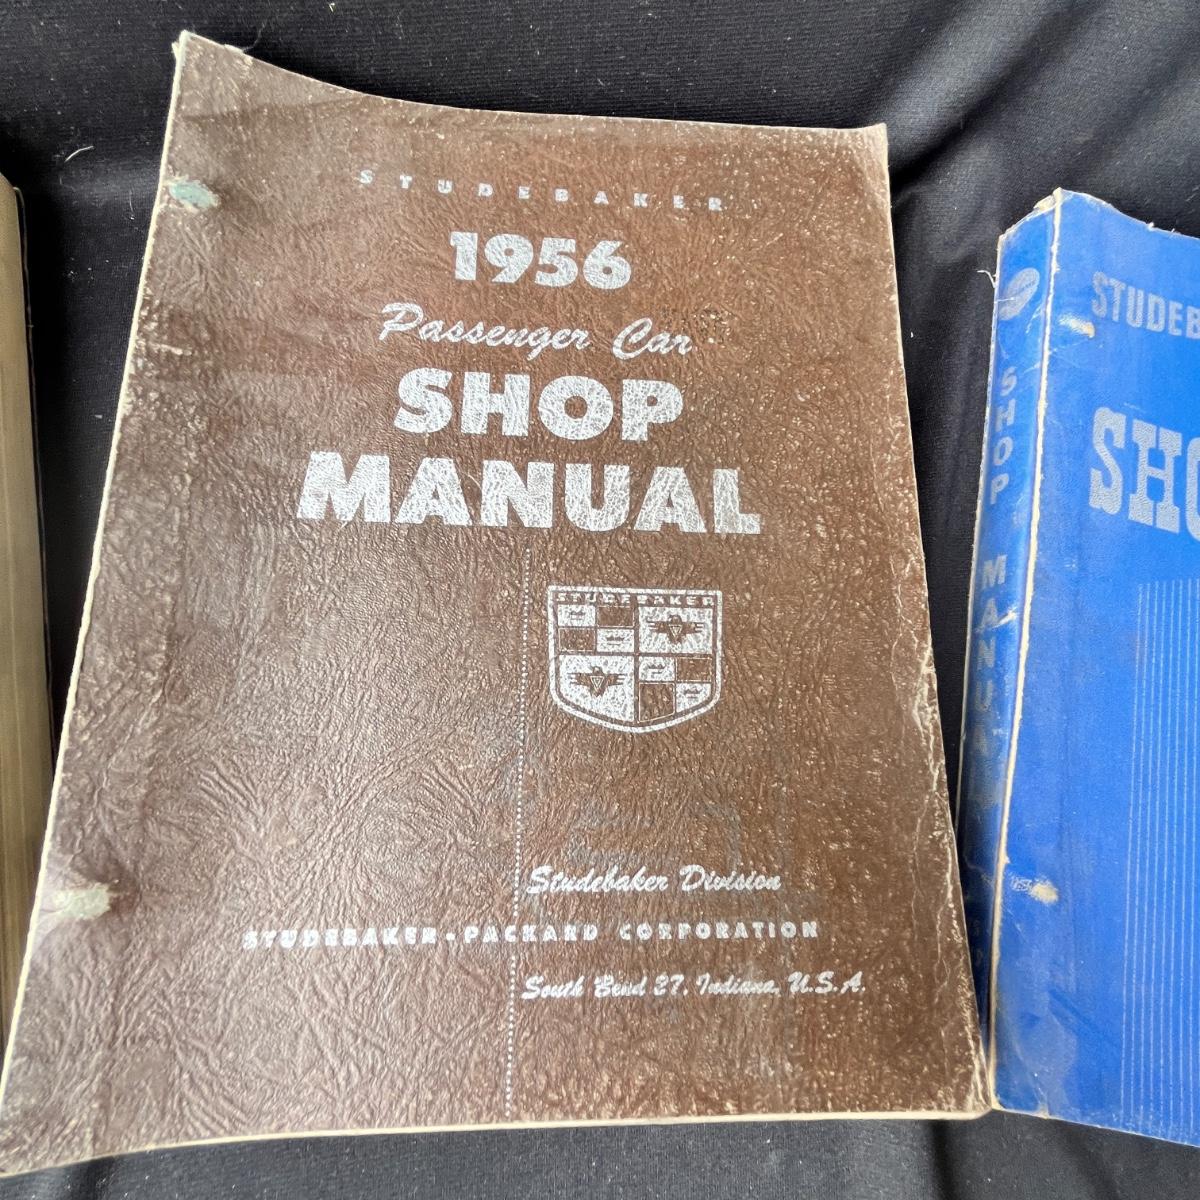 STUDEBAKER
1956
Passenger Car
SHOP
MANUAL
STUDEBAKER
Studebaker Division
STUDEBAKER-PACKARD CORPORATION
South Bend 27, Indiana, U.S.A.
SHOP MANUAL
STUDEB
SHO